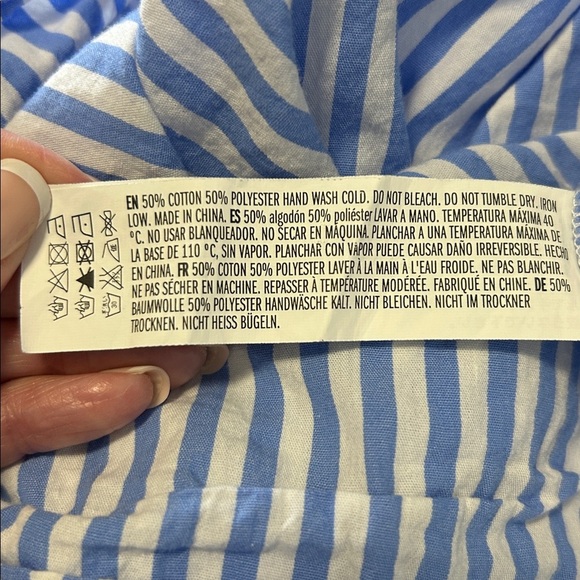 EN 50% COTTON 50% POLYESTER HAND WASH COLD. DO NOT BLEACH. DO NOT TUMBLE DRY. IRON
LOW. MADE IN CHINA. ES 50% algodón 50% poliéster LAVAR A MANO. TEMPERATURA MÁXIMA 40
ºC. NO USAR BLANQUEADOR. NO SECAR EN MÁQUINA. PLANCHAR A UNA TEMPERATURA MÁXIMA DE
LA BASE DE 110 ºC, SIN VAPOR. PLANCHAR CON VAPOR PUEDE CAUSAR DAÑO IRREVERSIBLE. HECHO
EN CHINA. FR 50% COTON 50% POLYESTER LAVER À LA MAIN À L'EAU FROIDE. NE PAS BLANCHIR.
NE PAS SÉCHER EN MACHINE. REPASSER À TEMPÉRATURE MODÉRÉE. FABRIQUÉ EN CHINE. DE 50%
BAUMWOLLE 50% POLYESTER HANDWÄSCHE KALT. NICHT BLEICHEN. NICHT IM TROCKNER
TROCKNEN. NICHT HEISS BÜGELN.